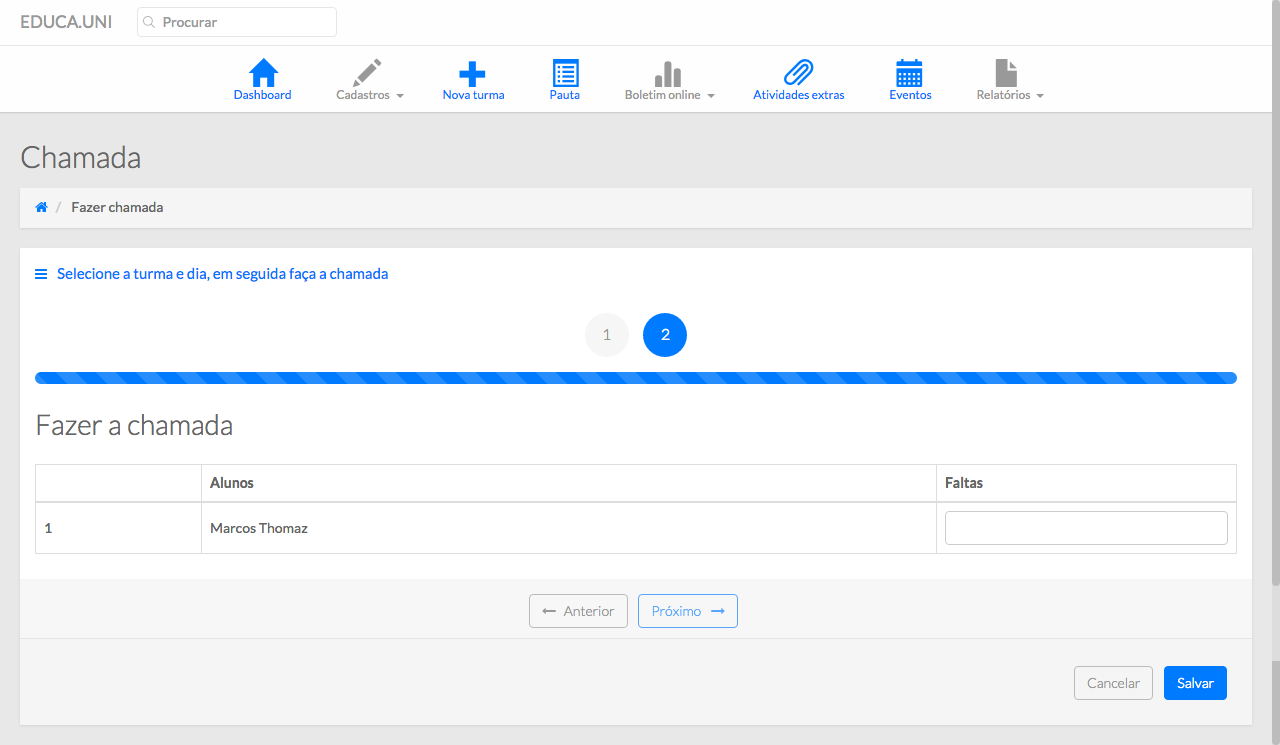 EDUCA.UNI
Procurar
Dashboard
Cadastros
Nova turma
Pauta
Boletim online
Atividades extras
Eventos
Relatórios
Chamada
/ Fazer chamada
Selecione a turma e dia, em seguida faça a chamada
1 2
Fazer a chamada
Alunos Faltas
1 Marcos Thomaz
Anterior Próximo
Cancelar Salvar